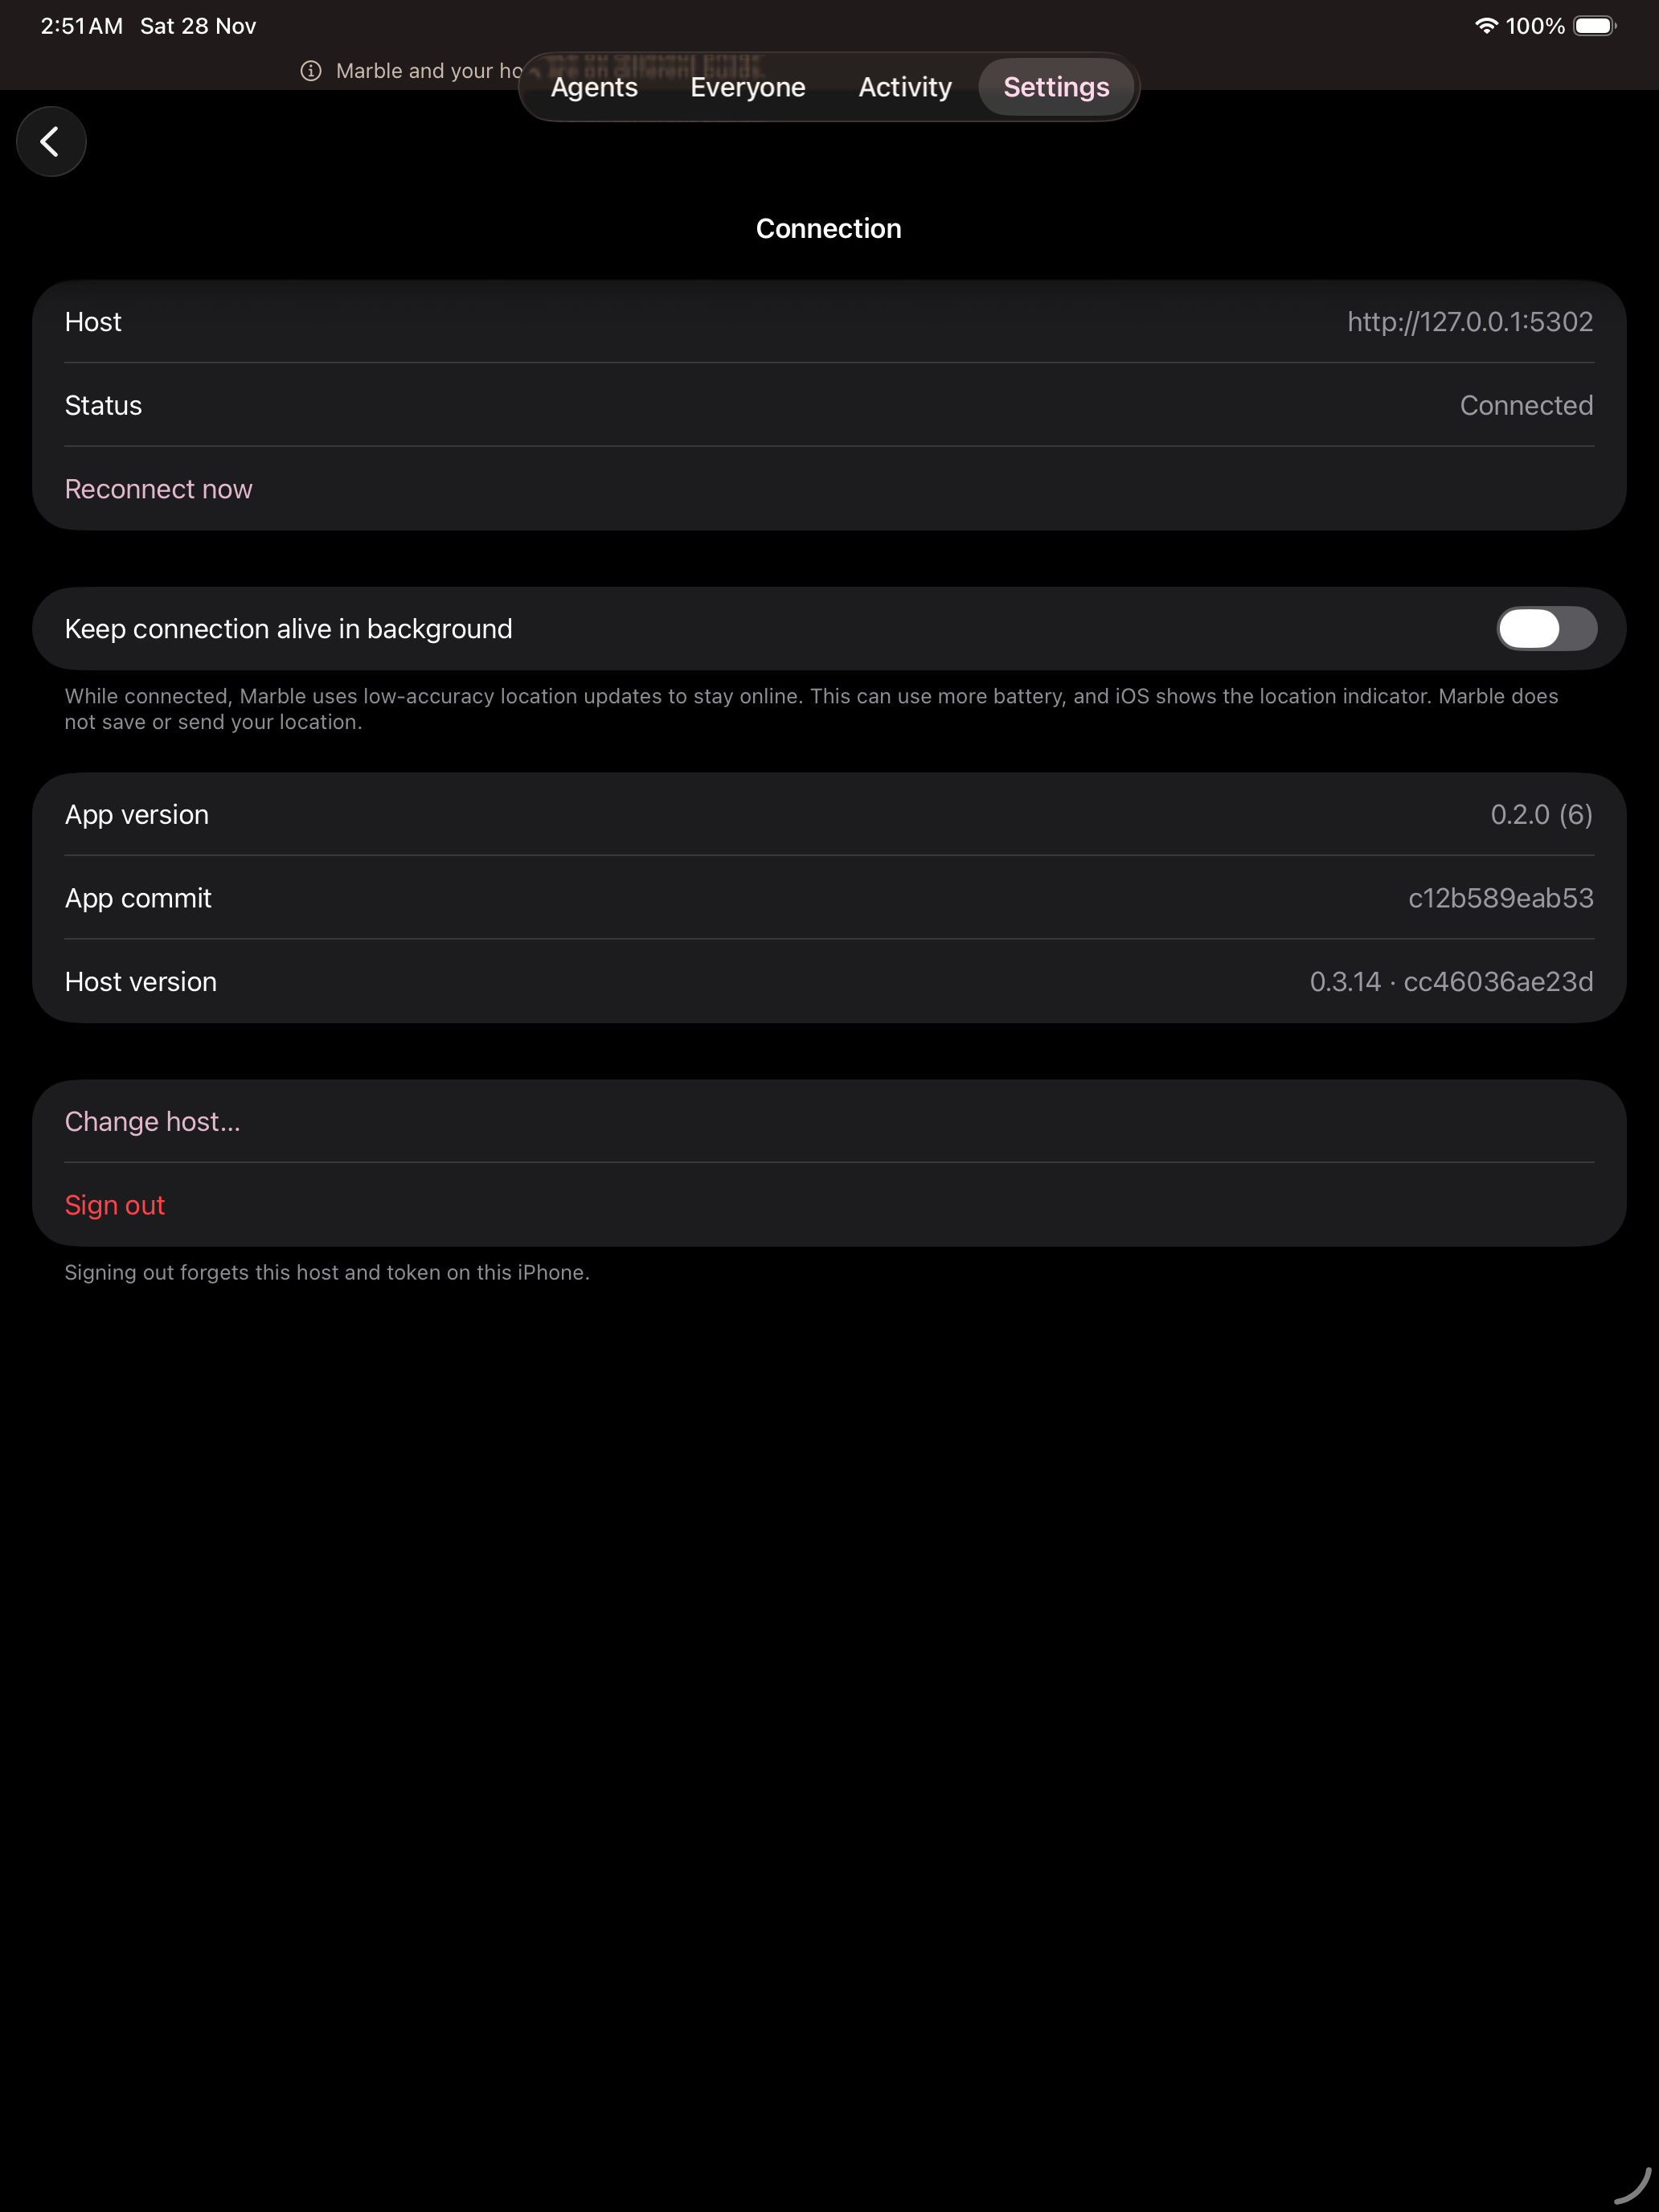 2:51 AM Sat 28 Nov
100%
Marble and your ho
Agents Everyone Activity Settings
Connection
Host http://127.0.0.1:5302
Status Connected
Reconnect now
Keep connection alive in background
While connected, Marble uses low-accuracy location updates to stay online. This can use more battery, and iOS shows the location indicator. Marble does
not save or send your location.
App version 0.2.0 (6)
App commit c12b589eab53
Host version 0.3.14 · cc46036ae23d
Change host...
Sign out
Signing out forgets this host and token on this iPhone.